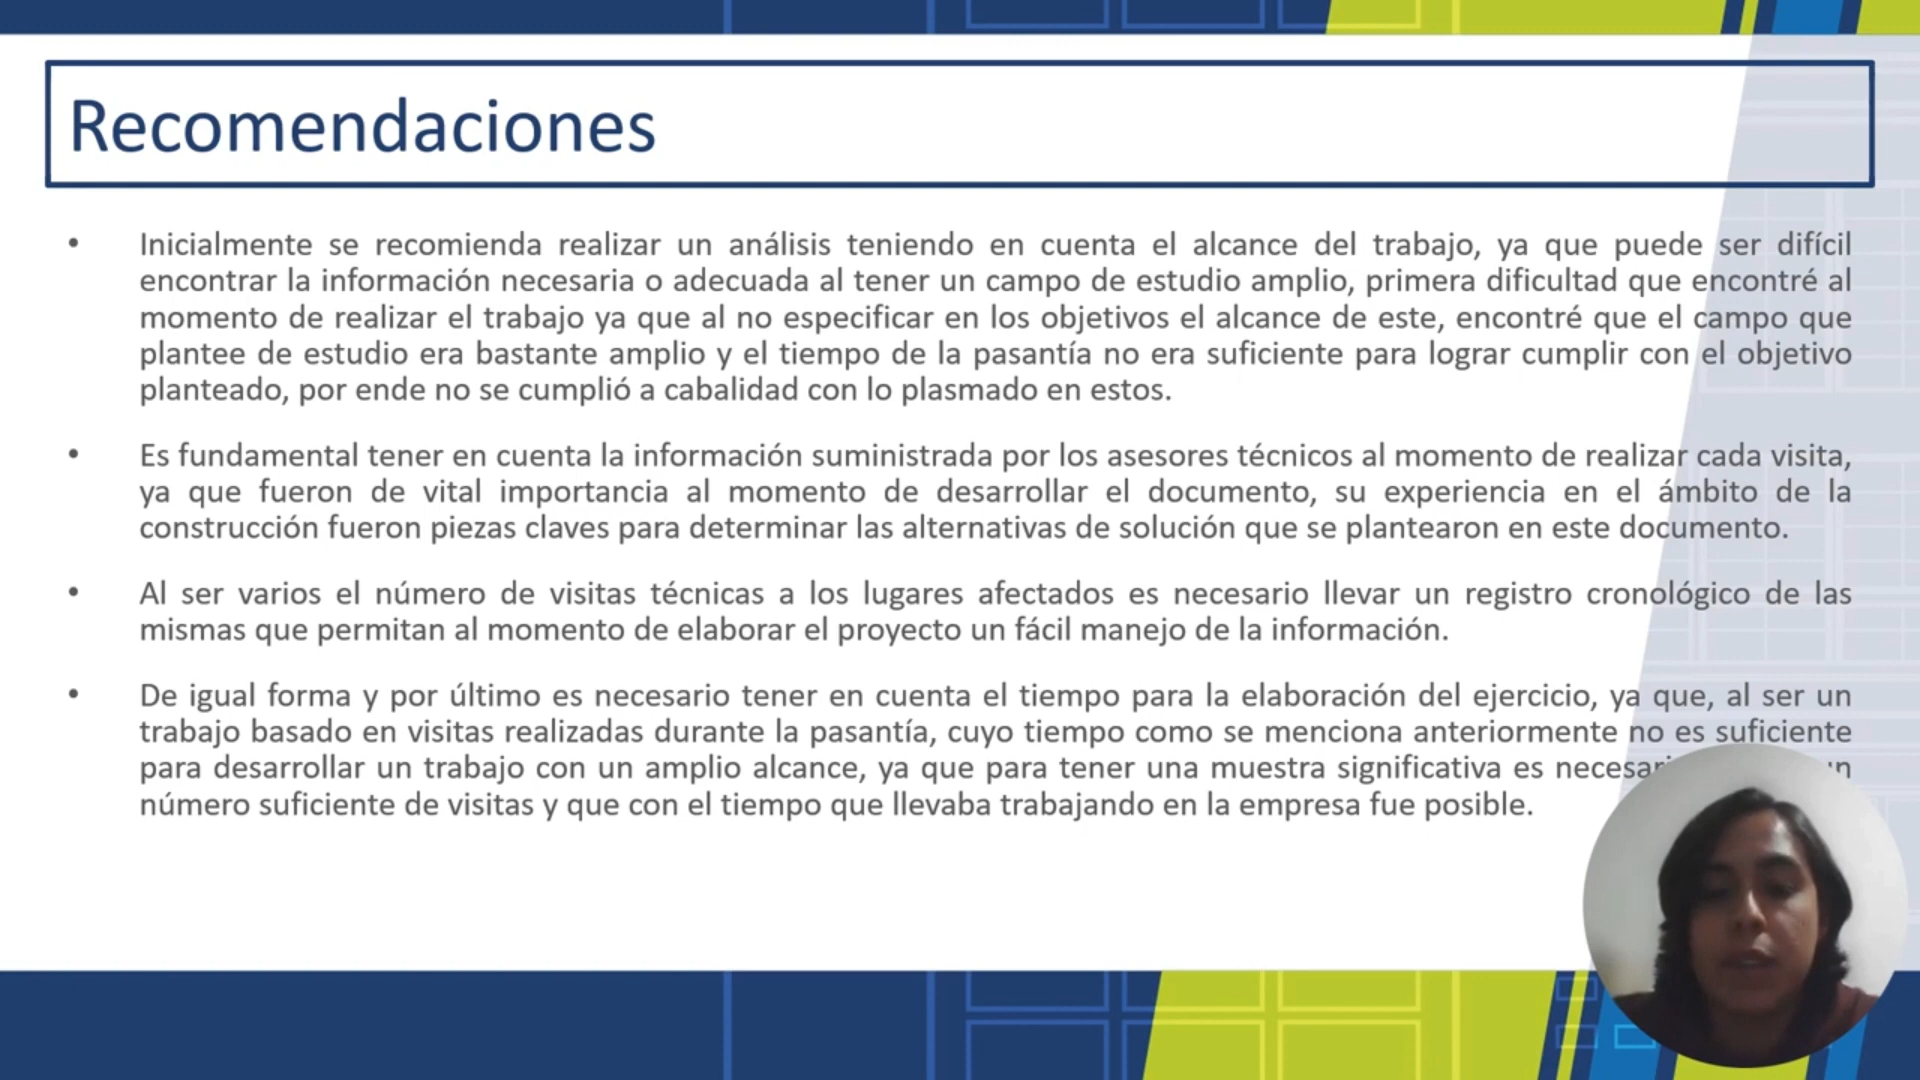 Recomendaciones
• Inicialmente se recomienda realizar un análisis teniendo en cuenta el alcance del trabajo, ya que puede ser difícil
encontrar la información necesaria o adecuada al tener un campo de estudio amplio, primera dificultad que encontré al
momento de realizar el trabajo ya que al no especificar en los objetivos el alcance de este, encontré que el campo que
plantee de estudio era bastante amplio y el tiempo de la pasantía no era suficiente para lograr cumplir con el objetivo
planteado, por ende no se cumplió a cabalidad con lo plasmado en estos.
• Es fundamental tener en cuenta la información suministrada por los asesores técnicos al momento de realizar cada visita,
ya que fueron de vital importancia al momento de desarrollar el documento, su experiencia en el ámbito de la
construcción fueron piezas claves para determinar las alternativas de solución que se plantearon en este documento.
• Al ser varios el número de visitas técnicas a los lugares afectados es necesario llevar un registro cronológico de las
mismas que permitan al momento de elaborar el proyecto un fácil manejo de la información.
• De igual forma y por último es necesario tener en cuenta el tiempo para la elaboración del ejercicio, ya que, al ser un
trabajo basado en visitas realizadas durante la pasantía, cuyo tiempo como se menciona anteriormente no es suficiente
para desarrollar un trabajo con un amplio alcance, ya que para tener una muestra significativa es
número suficiente de visitas y que con el tiempo que llevaba trabajando en la empresa fue posible.